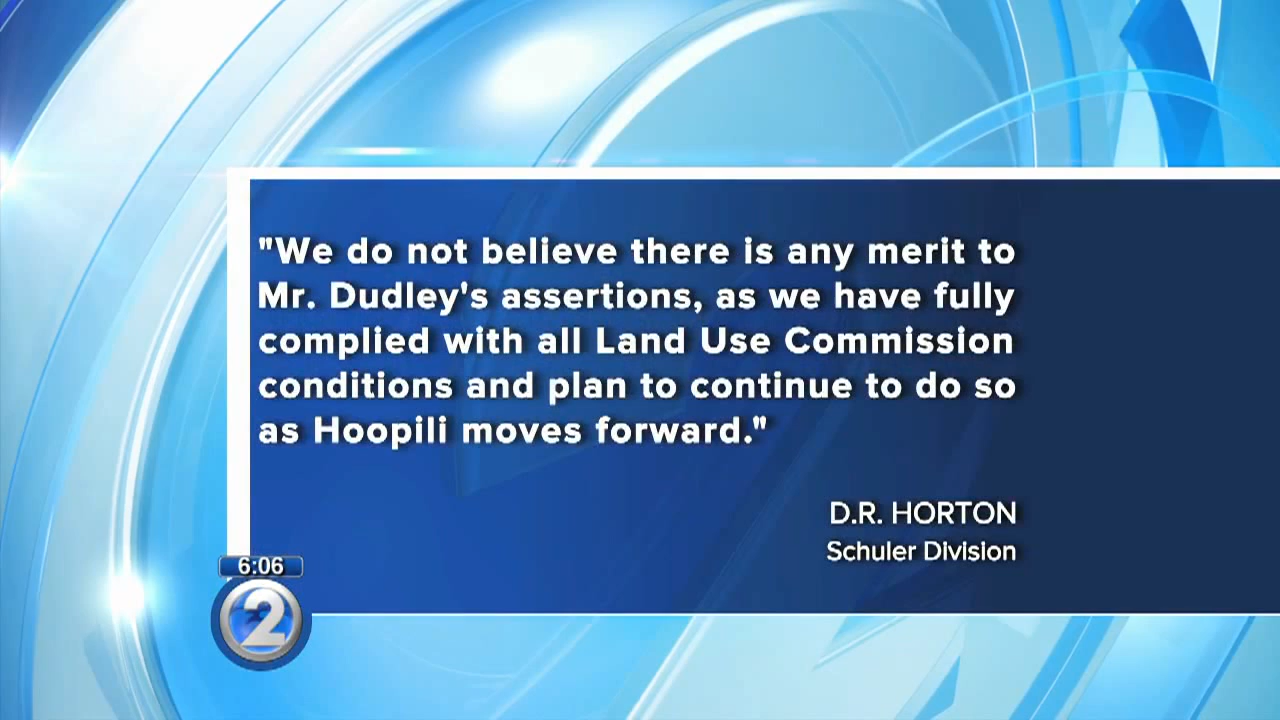 "We do not believe there is any merit to
Mr. Dudley's assertions, as we have fully
complied with all Land Use Commission
conditions and plan to continue to do so
as Hoopili moves forward."
D.R. HORTON
Schuler Division
6:06
2